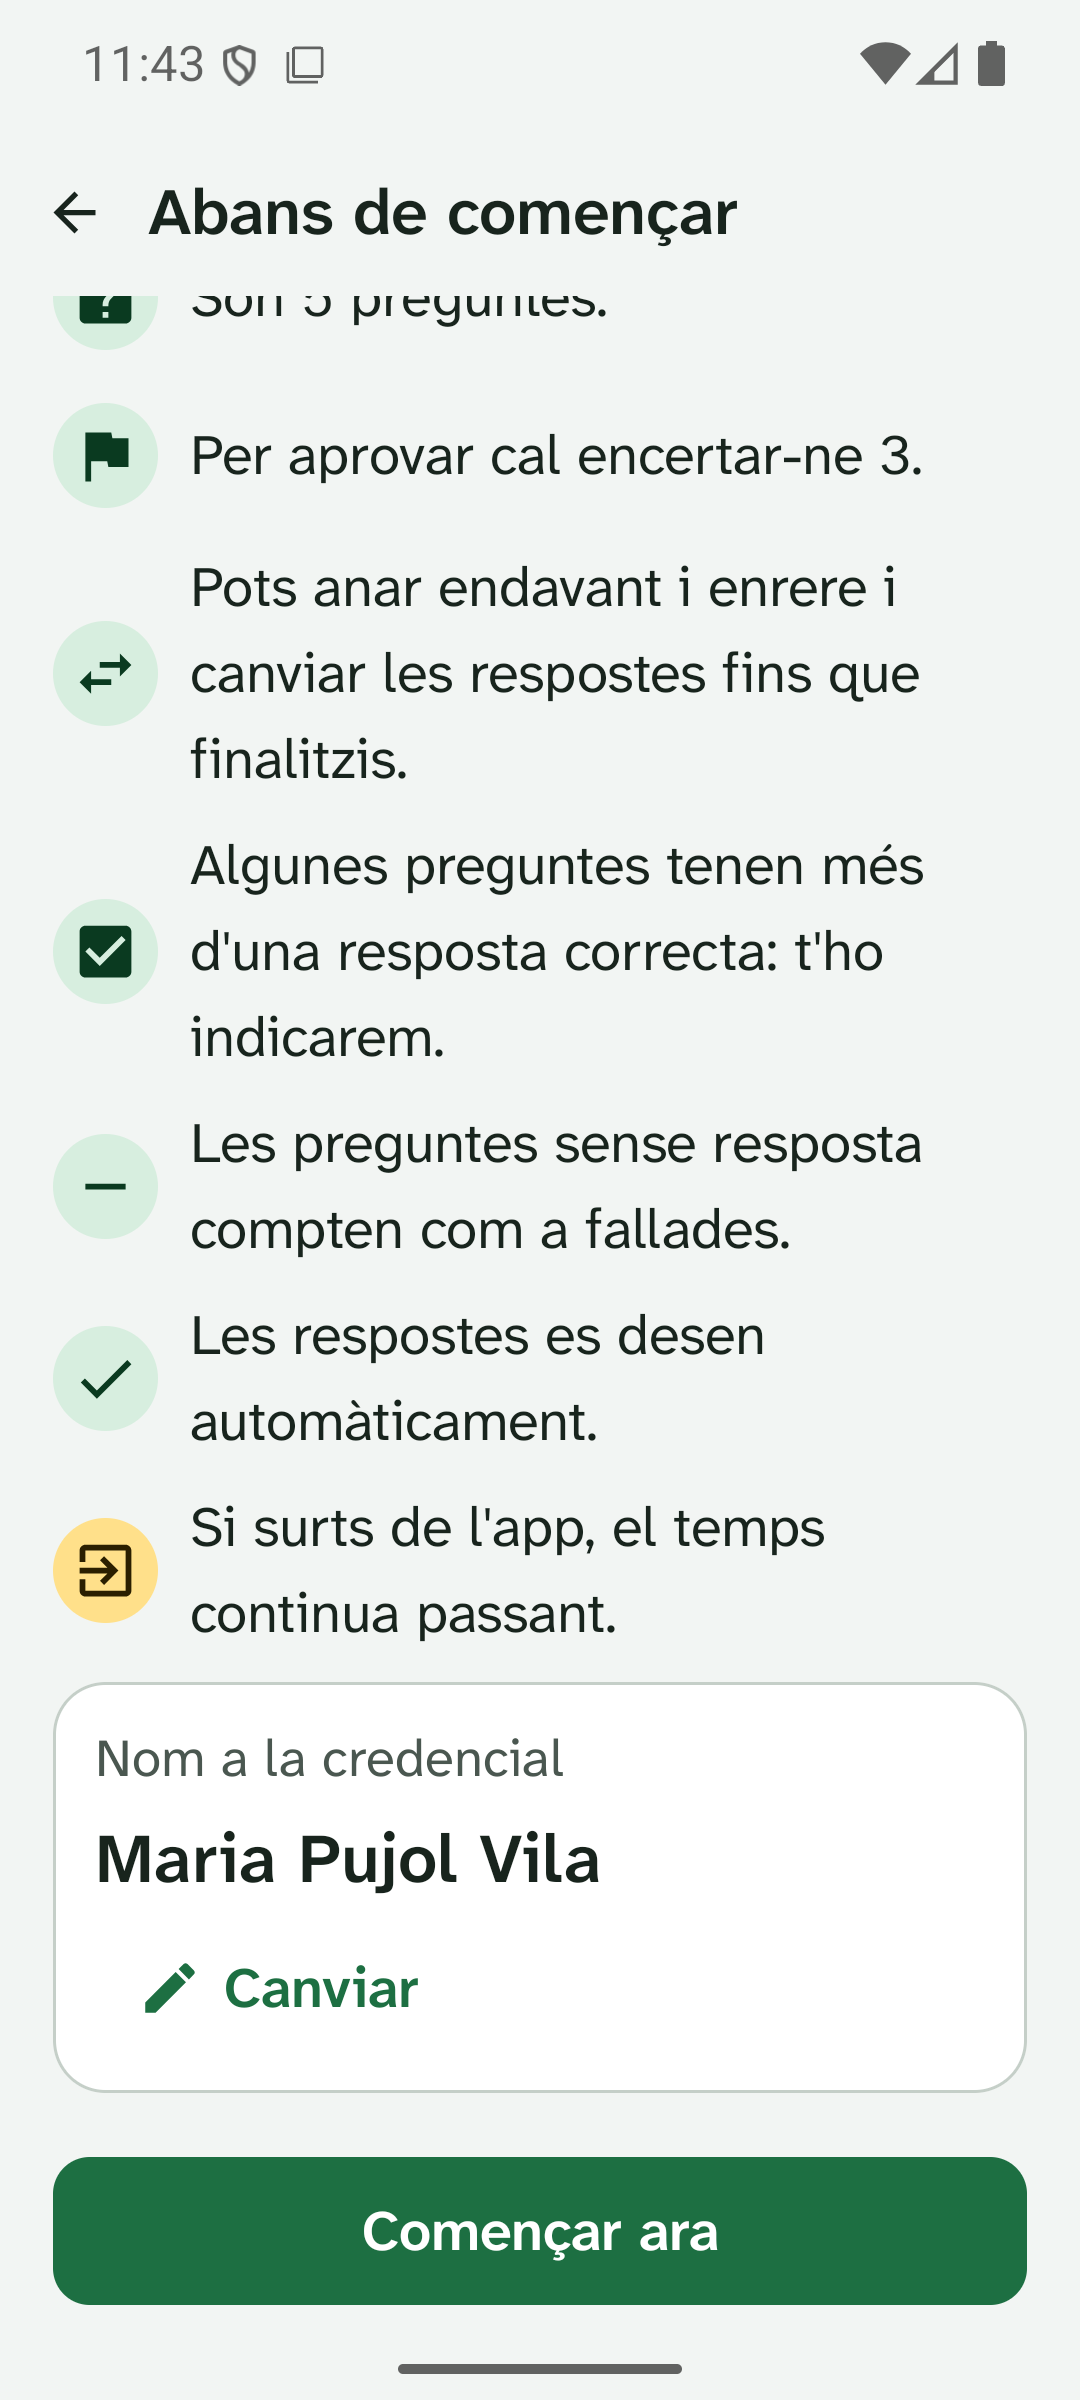 11:43
Abans de començar
Són 5 preguntes.
Per aprovar cal encertar-ne 3.
Pots anar endavant i enrere i
canviar les respostes fins que
finalitzis.
Algunes preguntes tenen més
d'una resposta correcta: t'ho
indicarem.
Les preguntes sense resposta
compten com a fallades.
Les respostes es desen
automàticament.
Si surts de l'app, el temps
continua passant.
Nom a la credencial
Maria Pujol Vila
Canviar
Començar ara